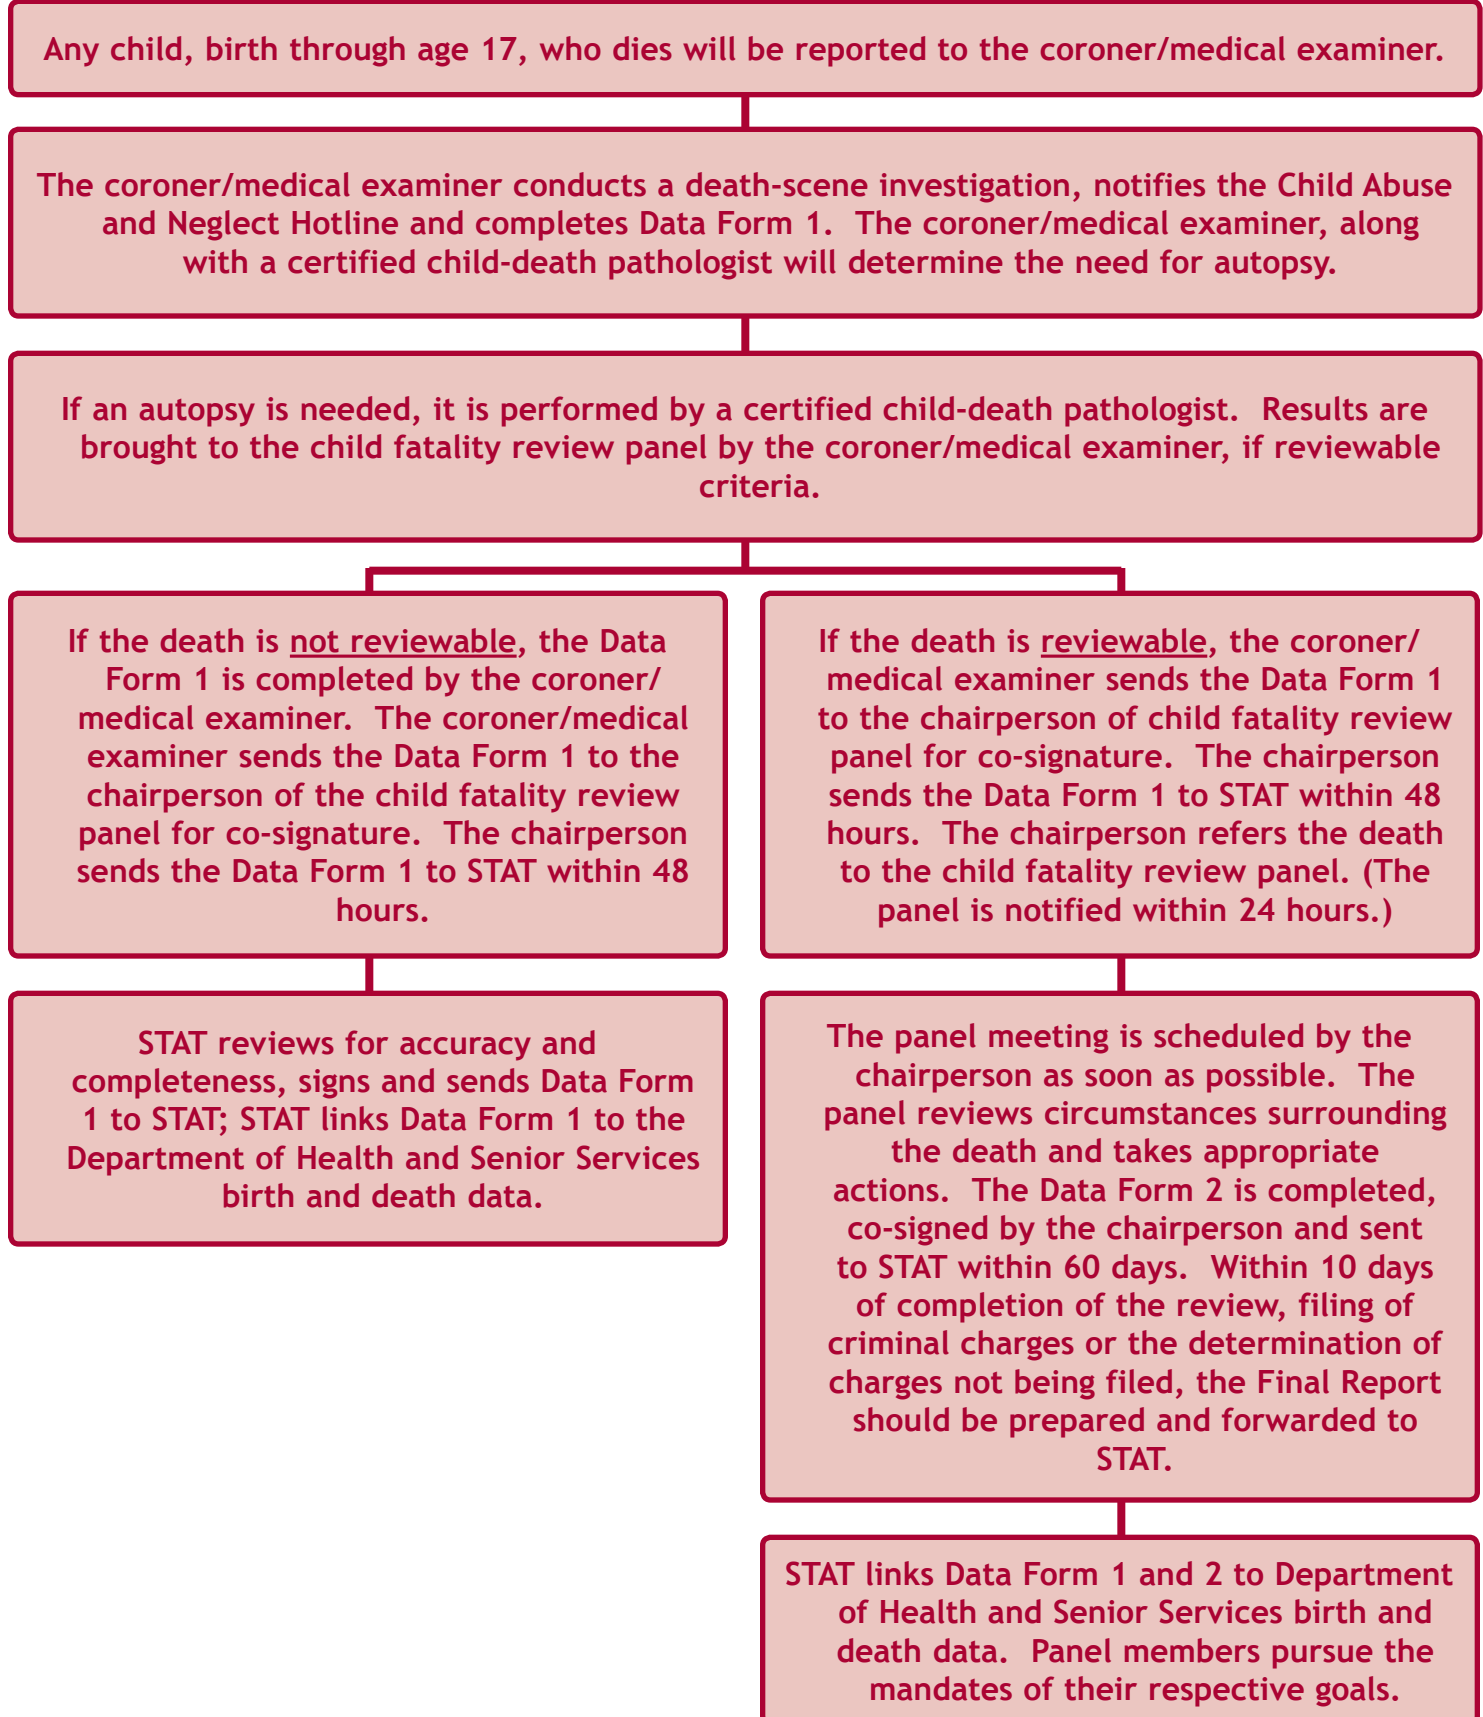 Any child, birth through age 17, who dies will be reported to the coroner/medical examiner.
The coroner/medical examiner conducts a death-scene investigation, notifies the Child Abuse
and Neglect Hotline and completes Data Form 1. The coroner/medical examiner, along
with a certified child-death pathologist will determine the need for autopsy.
If an autopsy is needed, it is performed by a certified child-death pathologist. Results are
brought to the child fatality review panel by the coroner/medical examiner, if reviewable
criteria.
If the death is not reviewable, the Data
Form 1 is completed by the coroner/
medical examiner. The coroner/medical
examiner sends the Data Form 1 to the
chairperson of the child fatality review
panel for co-signature. The chairperson
sends the Data Form 1 to STAT within 48
hours.
STAT reviews for accuracy and
completeness, signs and sends Data Form
1 to STAT; STAT links Data Form 1 to the
Department of Health and Senior Services
birth and death data.
If the death is reviewable, the coroner/
medical examiner sends the Data Form 1
to the chairperson of child fatality review
panel for co-signature. The chairperson
sends the Data Form 1 to STAT within 48
hours. The chairperson refers the death
to the child fatality review panel. (The
panel is notified within 24 hours.)
The panel meeting is scheduled by the
chairperson as soon as possible. The
panel reviews circumstances surrounding
the death and takes appropriate
actions. The Data Form 2 is completed,
co-signed by the chairperson and sent
to STAT within 60 days. Within 10 days
of completion of the review, filing of
criminal charges or the determination of
charges not being filed, the Final Report
should be prepared and forwarded to
STAT.
STAT links Data Form 1 and 2 to Department
of Health and Senior Services birth and
death data. Panel members pursue the
mandates of their respective goals.